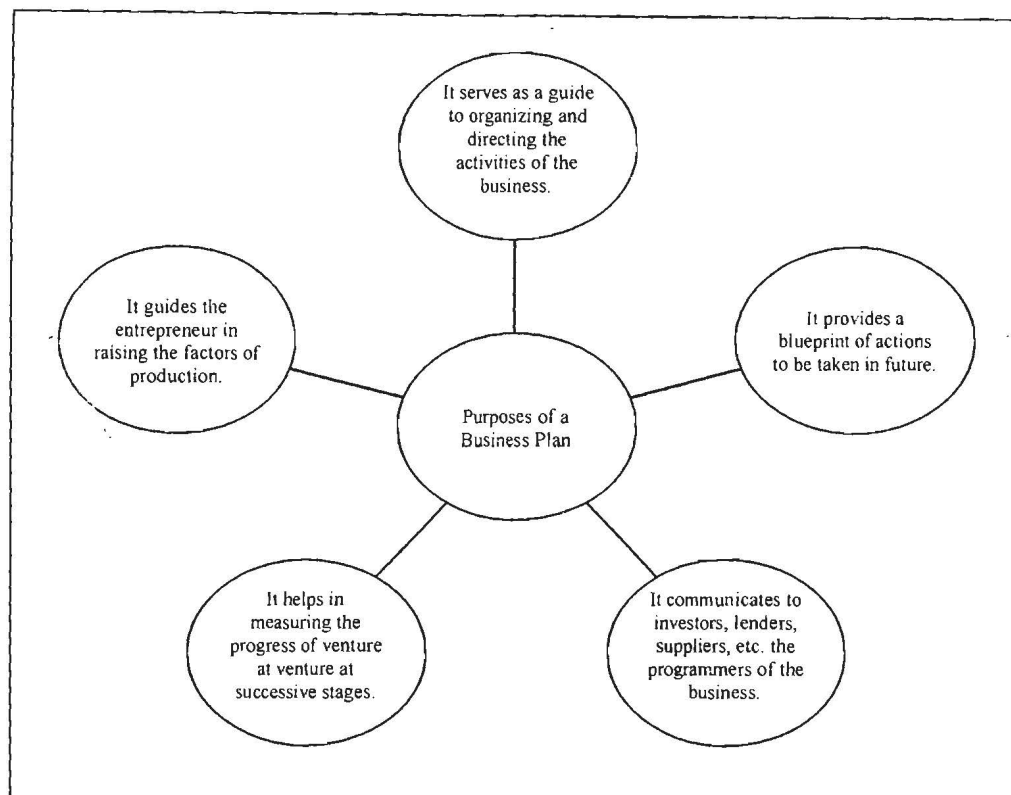 It serves as a guide
to organizing and
directing the
activities of the
business.
It guides the
entrepreneur in
raising the factors of
production.
It provides a
blueprint of actions
to be taken in future.
Purposes of a
Business Plan
It helps in
measuring the
progress of venture
at venture at
successive stages.
It communicates to
investors, lenders,
suppliers, etc. the
programmers of the
business.